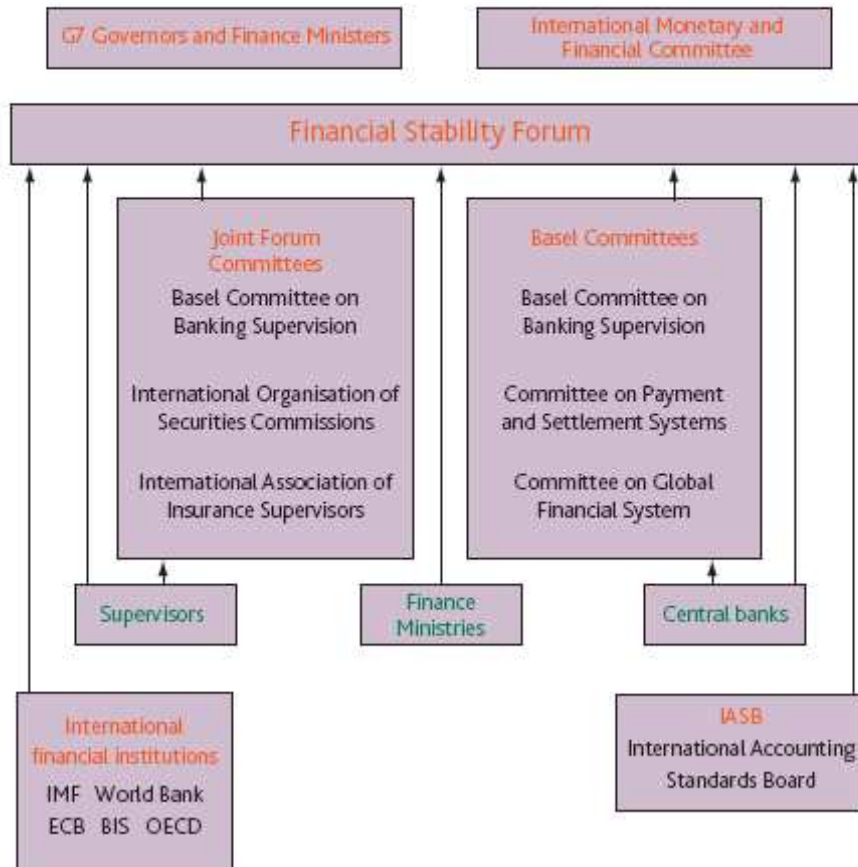 G7 Governors and Finance Ministers
International Monetary and
Financial Committee
Financial Stability Forum
Joint Forum
Committees
Basel Committee on
Banking Supervision
International Organisation of
Securities Commissions
International Association of
Insurance Supervisors
Basel Committees
Basel Committee on
Banking Supervision
Committee on Payment
and Settlement Systems
Committee on Global
Financial System
Supervisors
Finance
Ministries
Central banks
International
financial institutions
IMF World Bank
ECB BIS OECD
IASB
International Accounting
Standards Board